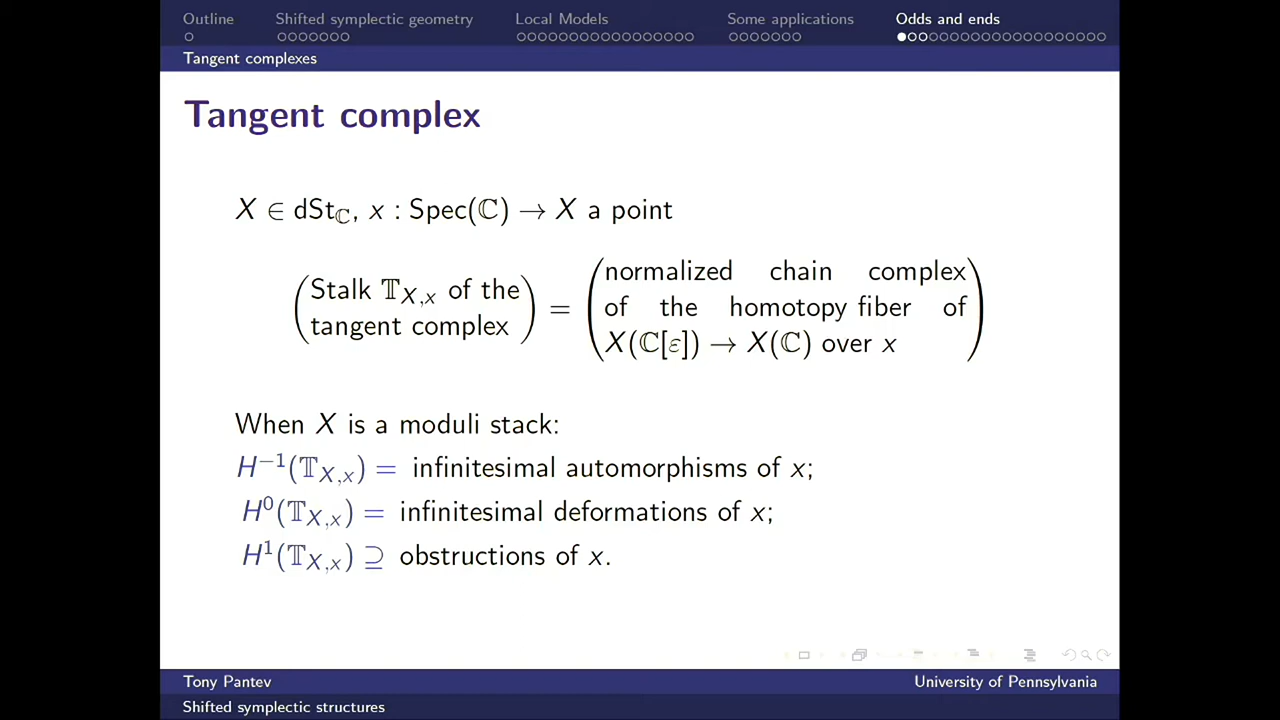 Outline Shifted symplectic geometry Local Models Some applications Odds and ends
Tangent complexes
Tangent complex
X ∈ dSt_ℂ, x : Spec(ℂ) → X a point
(Stalk 𝕋_{X,x} of the tangent complex) = (normalized chain complex of the homotopy fiber of X(ℂ[ε]) → X(ℂ) over x)
When X is a moduli stack:
H^{−1}(𝕋_{X,x}) = infinitesimal automorphisms of x;
H^0(𝕋_{X,x}) = infinitesimal deformations of x;
H^1(𝕋_{X,x}) ⊇ obstructions of x.
Tony Pantev University of Pennsylvania
Shifted symplectic structures